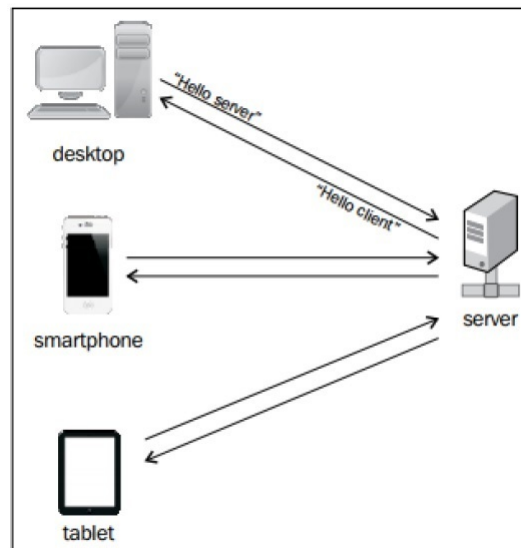 "Hello server"
desktop
"Hello client"
smartphone
server
tablet